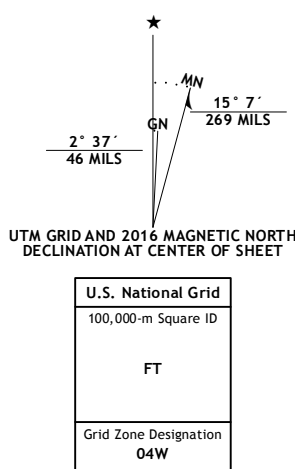 ★
MN
15° 7´
269 MILS
GN
2° 37´
46 MILS
UTM GRID AND 2016 MAGNETIC NORTH
DECLINATION AT CENTER OF SHEET
U.S. National Grid
100,000-m Square ID
FT
Grid Zone Designation
04W